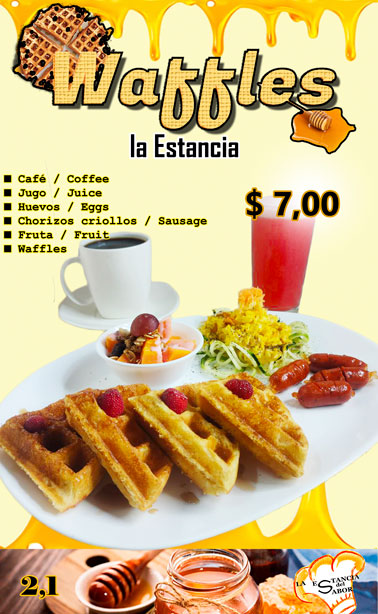 Waffles
la Estancia
■ Café / Coffee
■ Jugo / Juice
■ Huevos / Eggs
■ Chorizos criollos / Sausage
■ Fruta / Fruit
■ Waffles
$ 7,00
2,1
LA ESTANCIA
del
SABOR